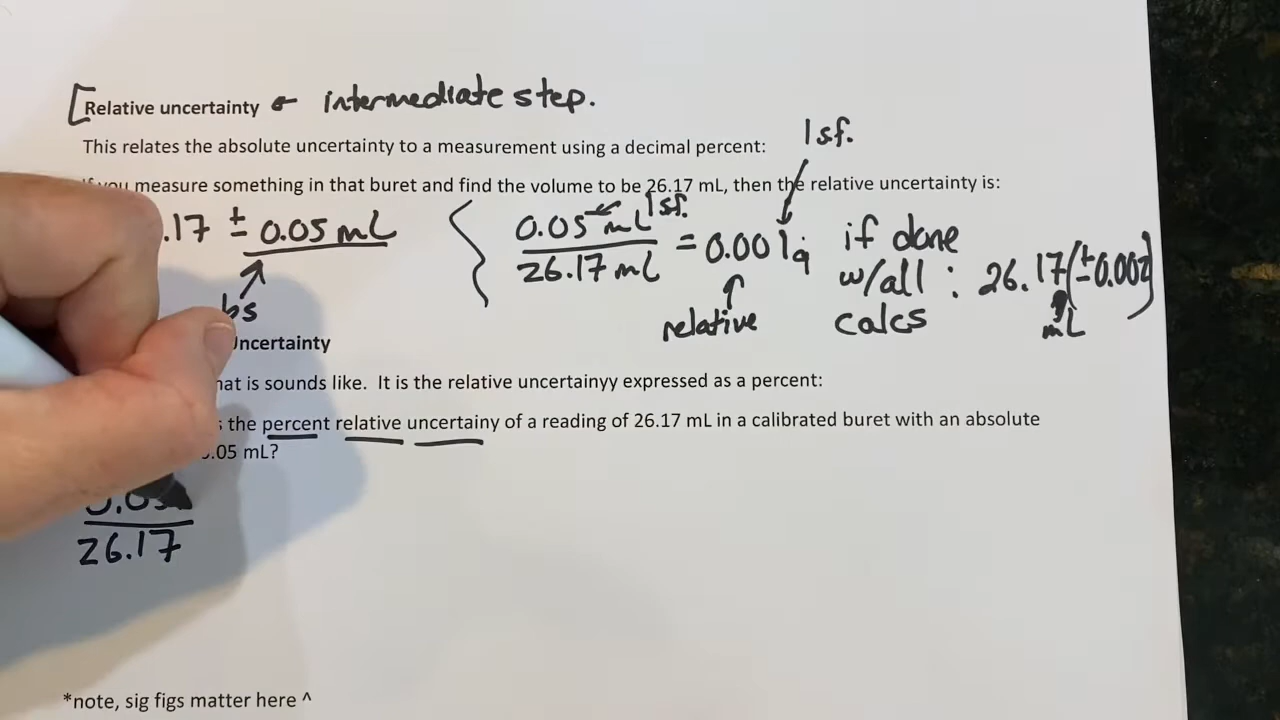 Relative uncertainty ← intermediate step.
This relates the absolute uncertainty to a measurement using a decimal percent:
1 s.f.
you measure something in that buret and find the volume to be 26.17 mL, then the relative uncertainty is:
.17 ± 0.05 mL
0.05 mL 1 s.f.
26.17 mL
= 0.0019
if done
w/all : 26.17 (±0.002)
calcs mL
relative
Uncertainty
hat is sounds like. It is the relative uncertainyy expressed as a percent:
the percent relative uncertainy of a reading of 26.17 mL in a calibrated buret with an absolute
.05 mL?
26.17
*note, sig figs matter here ^